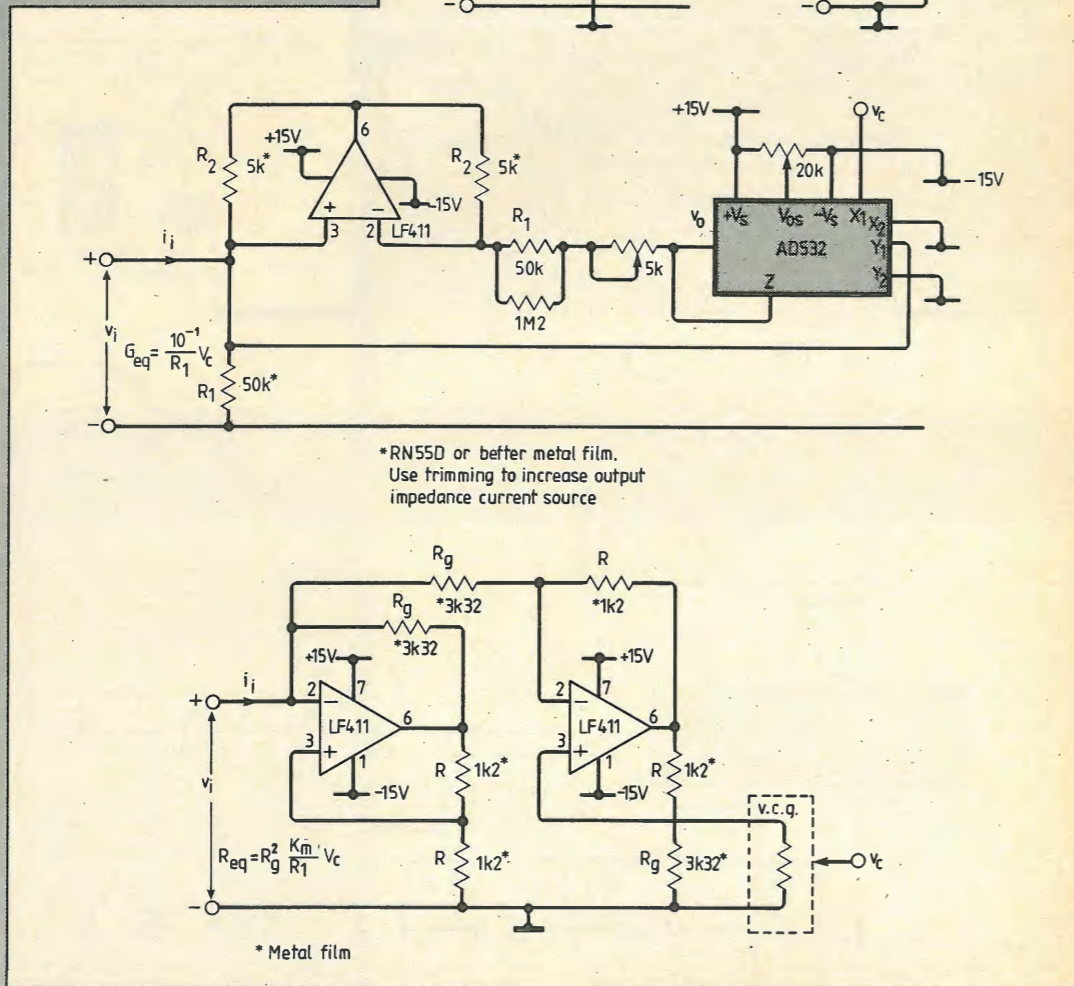 −
−
+15V
Vc
6
+15V
R2 5k*
R2 5k*
−15V
20k
−15V
+ −
3 2 LF411
R1
50k
5k
1M2
vo
+Vs Vos −Vs X1 X2
AD532
Y1
Y2
Z
ii
+
vi
Geq = 10⁻¹/R1 Vc
R1 50k*
−
*RN55D or better metal film.
Use trimming to increase output
impedance current source
Rg
*3k32
R
*1k2
Rg
*3k32
+15V
+15V
ii
+
2 − 7
LF411 6
3 + 1
−15V
2 − 7
LF411 6
3 + 1
−15V
R 1k2*
R 1k2*
v.c.g.
vi
Req = Rg² Km/R1 Vc
R 1k2*
Rg 3k32*
Vc
−
* Metal film